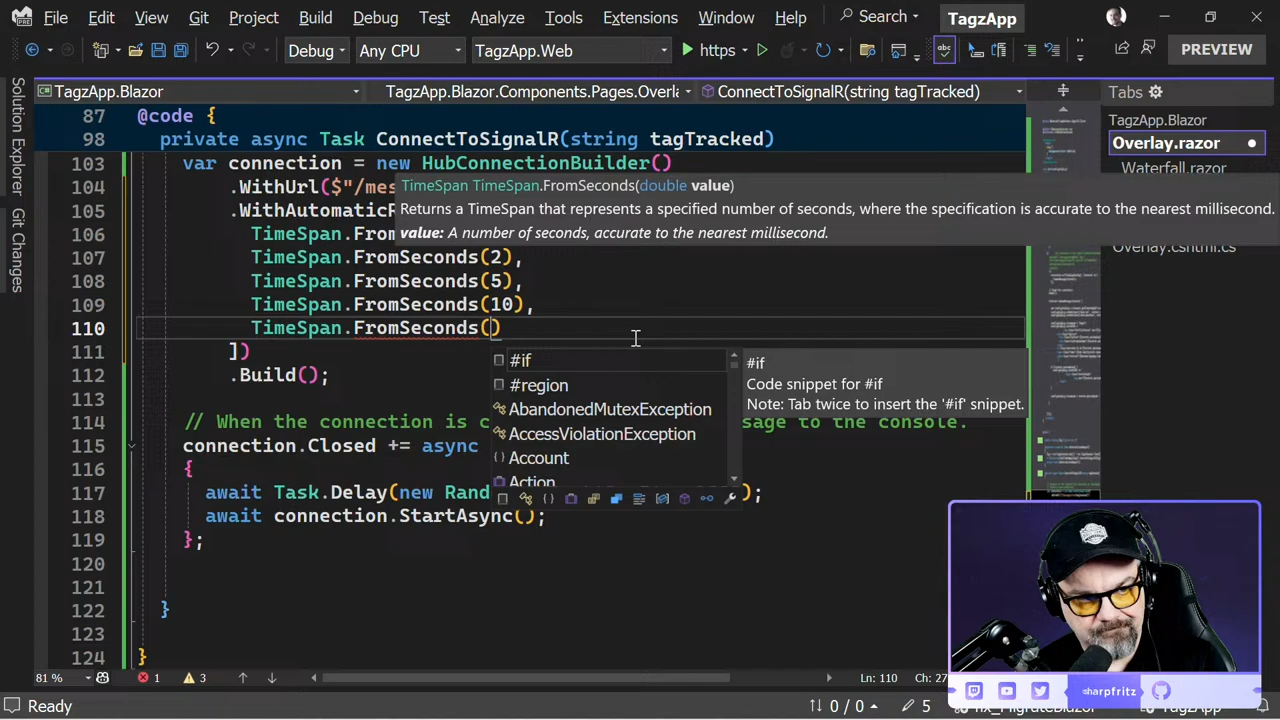 File Edit View Git Project Build Debug Test Analyze Tools Extensions Window Help Search TagzApp
Debug Any CPU TagzApp.Web https PREVIEW
TagzApp.Blazor TagzApp.Blazor.Components.Pages.Overla ConnectToSignalR(string tagTracked) Tabs
Solution Explorer
Git Changes
TagzApp.Blazor
Overlay.razor
Waterfall.razor
Overlay.cshtml.cs
87 @code {
98 private async Task ConnectToSignalR(string tagTracked)
103 var connection = new HubConnectionBuilder()
104 .WithUrl($"/mes
105 .WithAutomaticR
106 TimeSpan.From
107 TimeSpan.FromSeconds(2),
108 TimeSpan.FromSeconds(5),
109 TimeSpan.FromSeconds(10),
110 TimeSpan.FromSeconds()
111 ])
112 .Build();
113
114 // When the connection is c sage to the console.
115 connection.Closed += async
116 {
117 await Task. (new nd );
118 await connection.StartAsync();
119 };
120
121
122 }
123
124 }
TimeSpan TimeSpan.FromSeconds(double value)
Returns a TimeSpan that represents a specified number of seconds, where the specification is accurate to the nearest millisecond.
value: A number of seconds, accurate to the nearest millisecond.
#if
#region
AbandonedMutexException
AccessViolationException
Account
Action
#if
Code snippet for #if
Note: Tab twice to insert the '#if' snippet.
81 % 1 3 Ln: 110 Ch: 27
Ready 0 / 0 5 TagzApp
sharpfritz